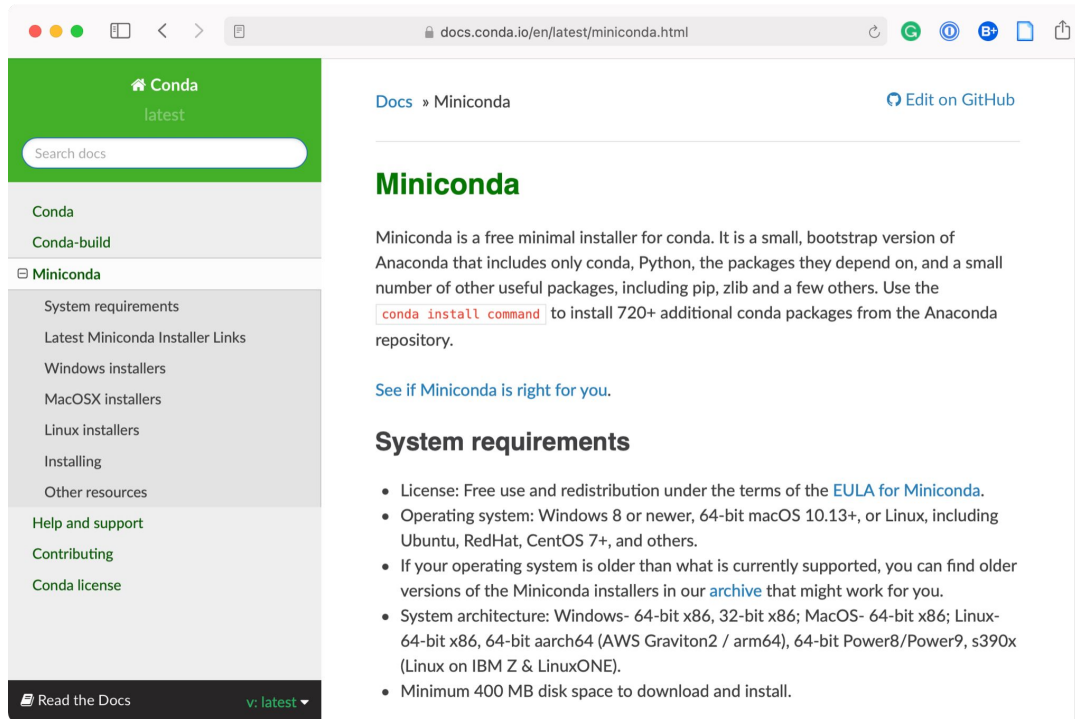 docs.conda.io/en/latest/miniconda.html
Conda
latest
Search docs
Conda
Conda-build
Miniconda
System requirements
Latest Miniconda Installer Links
Windows installers
MacOSX installers
Linux installers
Installing
Other resources
Help and support
Contributing
Conda license
Read the Docs
v: latest
Docs » Miniconda
Edit on GitHub
Miniconda
Miniconda is a free minimal installer for conda. It is a small, bootstrap version of
Anaconda that includes only conda, Python, the packages they depend on, and a small
number of other useful packages, including pip, zlib and a few others. Use the
conda install command to install 720+ additional conda packages from the Anaconda
repository.
See if Miniconda is right for you.
System requirements
• License: Free use and redistribution under the terms of the EULA for Miniconda.
• Operating system: Windows 8 or newer, 64-bit macOS 10.13+, or Linux, including
Ubuntu, RedHat, CentOS 7+, and others.
• If your operating system is older than what is currently supported, you can find older
versions of the Miniconda installers in our archive that might work for you.
• System architecture: Windows- 64-bit x86, 32-bit x86; MacOS- 64-bit x86; Linux-
64-bit x86, 64-bit aarch64 (AWS Graviton2 / arm64), 64-bit Power8/Power9, s390x
(Linux on IBM Z & LinuxONE).
• Minimum 400 MB disk space to download and install.